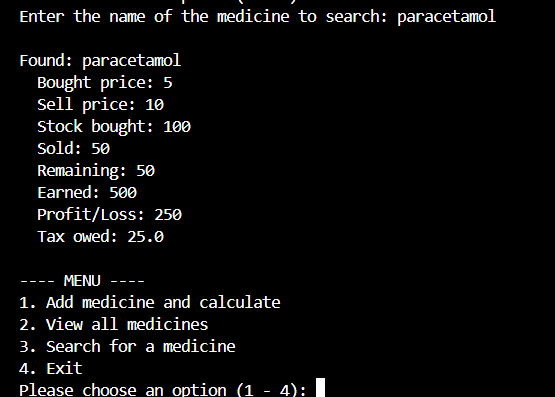 Enter the name of the medicine to search: paracetamol
Found: paracetamol
Bought price: 5
Sell price: 10
Stock bought: 100
Sold: 50
Remaining: 50
Earned: 500
Profit/Loss: 250
Tax owed: 25.0
---- MENU ----
1. Add medicine and calculate
2. View all medicines
3. Search for a medicine
4. Exit
Please choose an option (1 - 4):